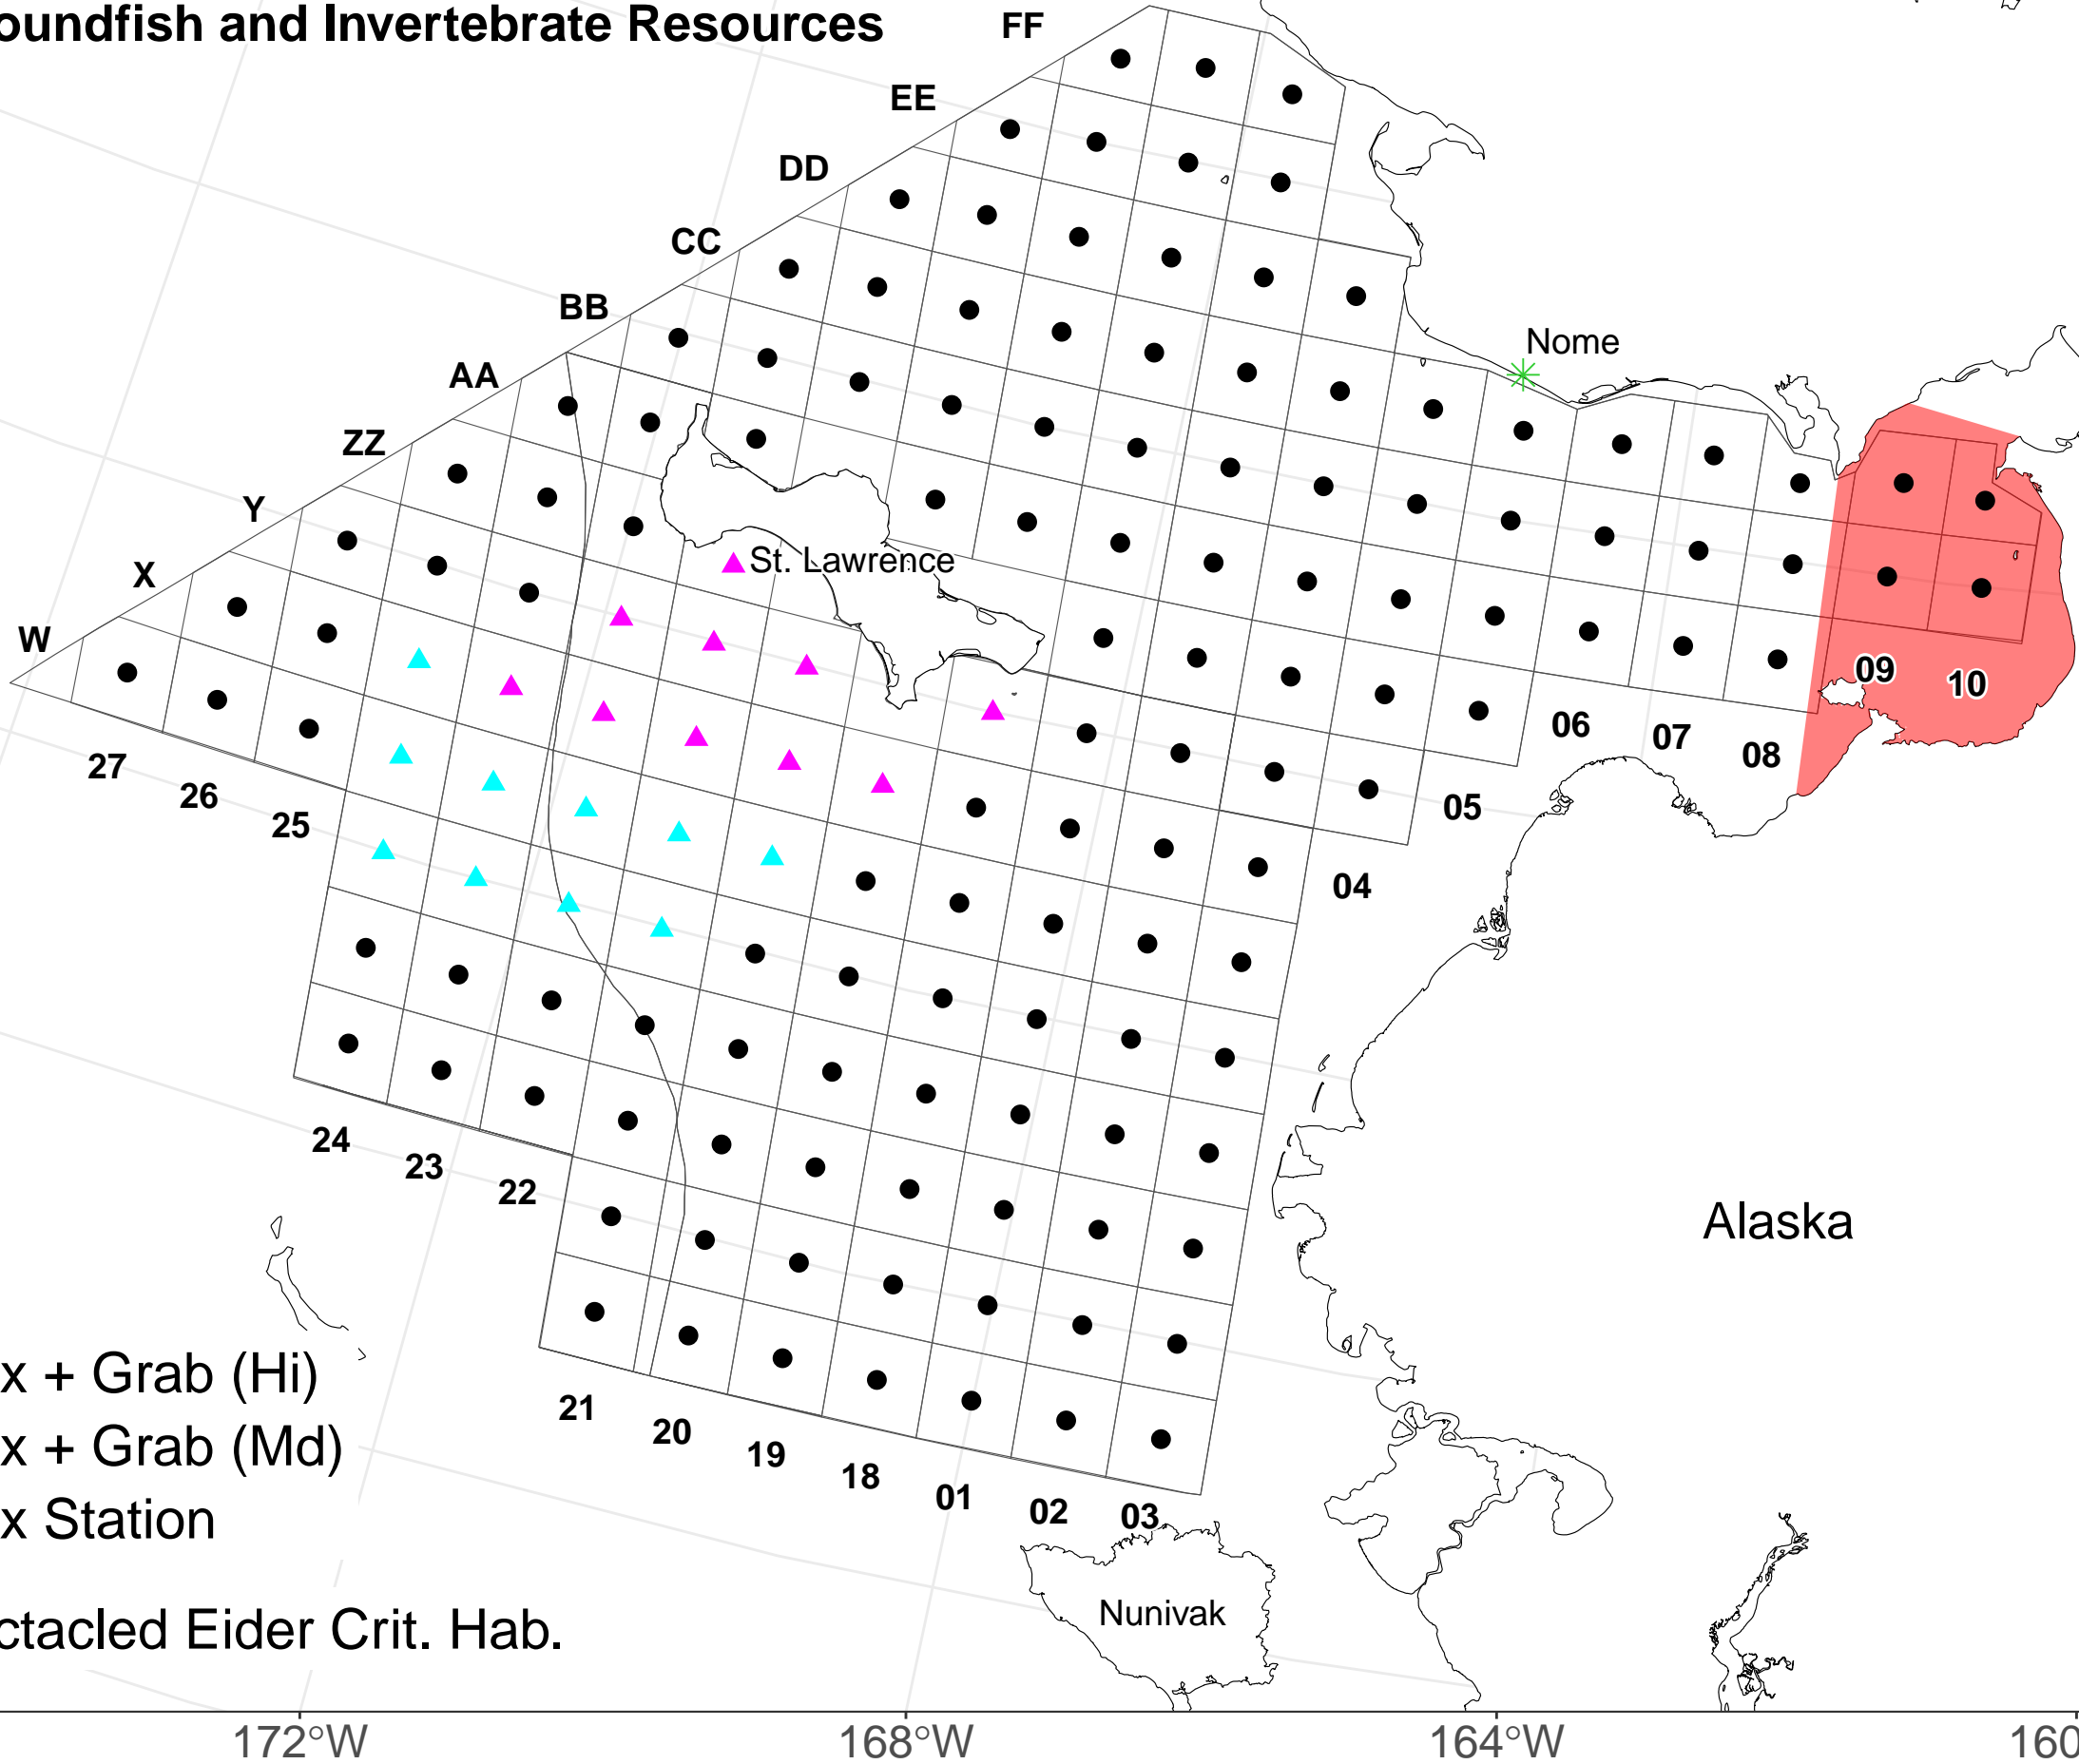 oundfish and Invertebrate Resources
FF
EE
DD
CC
BB
AA
ZZ
Y
X
W
Nome
St. Lawrence
09
10
06
07
08
05
04
27
26
25
24
23
22
21
20
19
18
01
02
03
Alaska
Nunivak
x + Grab (Hi)
x + Grab (Md)
x Station
ctacled Eider Crit. Hab.
172°W
168°W
164°W
160